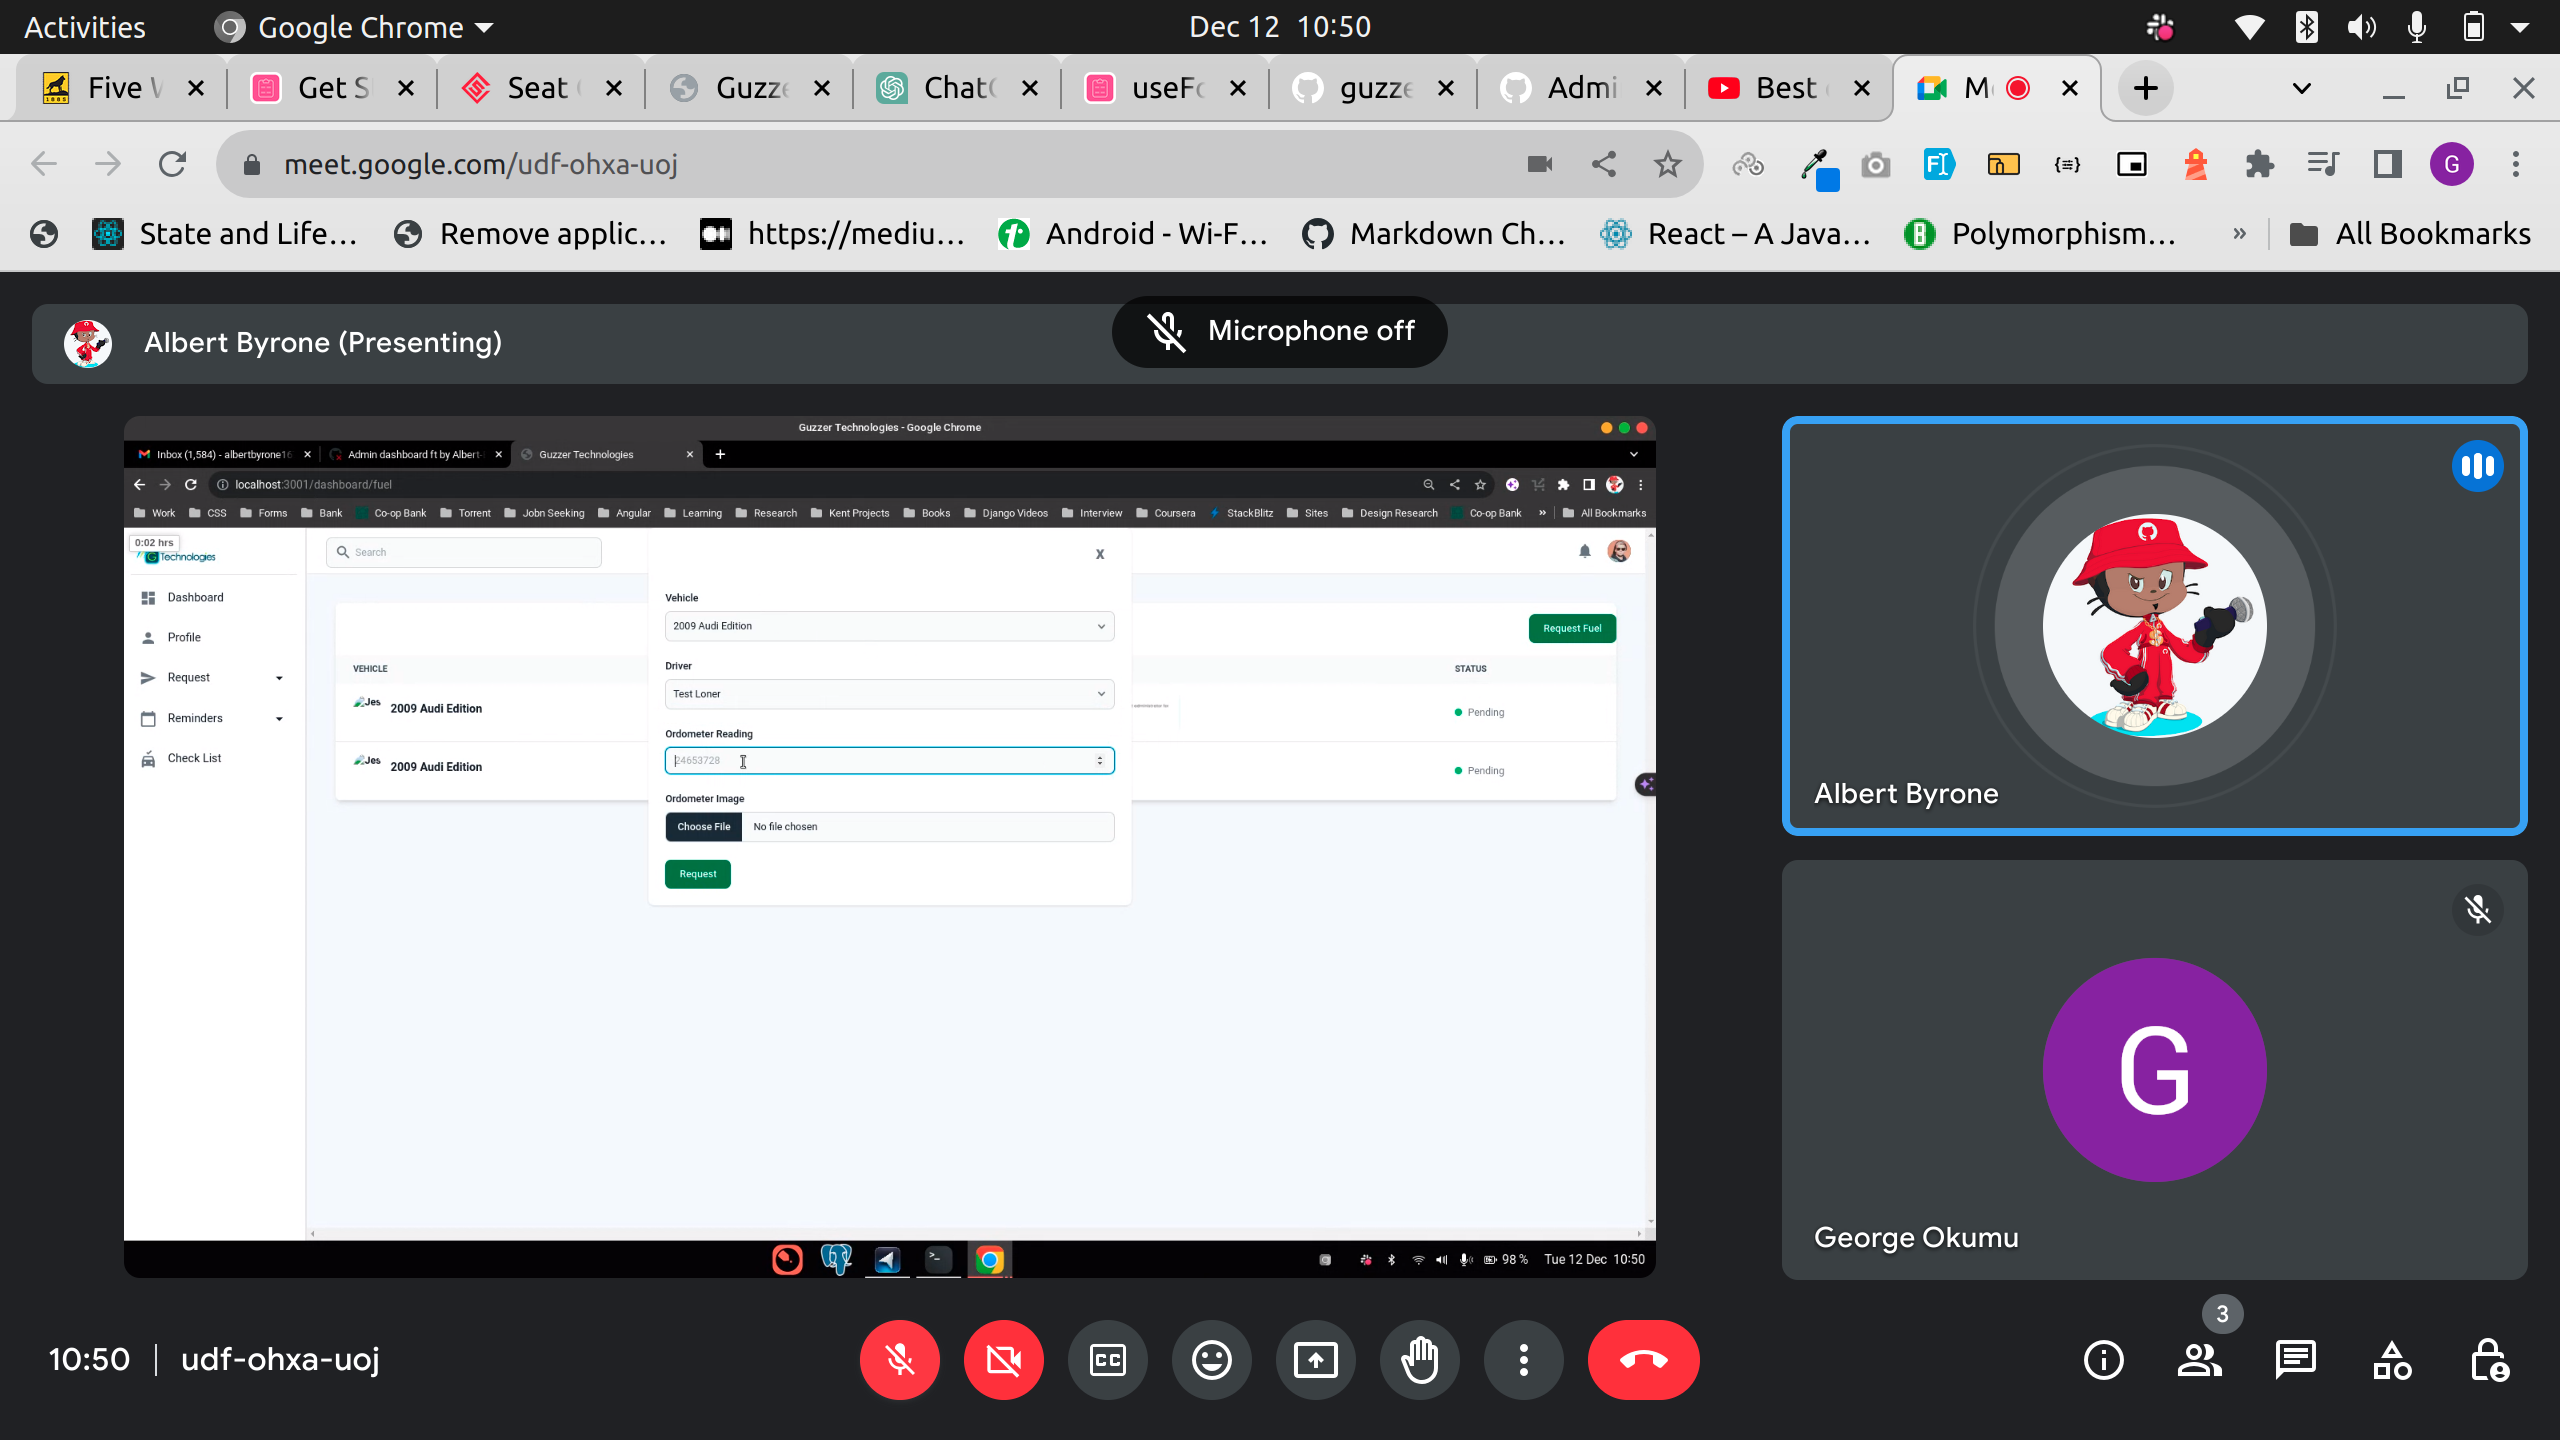 Activities
Google Chrome
Dec 12 10:50
Five W
Get S
Seat
Guzze
Chat
useFo
guzze
Admi
Best
M
meet.google.com/udf-ohxa-uoj
G
State and Life...
Remove applic...
https://mediu...
Android - Wi-F...
Markdown Ch...
React – A Java...
Polymorphism...
»
All Bookmarks
Albert Byrone (Presenting)
Microphone off
Guzzer Technologies - Google Chrome
Inbox (1,584) - albertbyrone16
Admin dashboard ft by Albert-
Guzzer Technologies
localhost:3001/dashboard/fuel
Work
CSS
Forms
Bank
Co-op Bank
Torrent
Jobn Seeking
Angular
Learning
Research
Kent Projects
Books
Django Videos
Interview
Coursera
StackBlitz
Sites
Design Research
Co-op Bank
»
All Bookmarks
0:02 hrs
Technologies
Search
X
Dashboard
Profile
Request
Reminders
Check List
Request Fuel
VEHICLE
STATUS
Jes
2009 Audi Edition
Pending
Jes
2009 Audi Edition
Pending
Vehicle
2009 Audi Edition
Driver
Test Loner
Ordometer Reading
24653728
Ordometer Image
Choose File
No file chosen
Request
98 %
Tue 12 Dec 10:50
Albert Byrone
G
George Okumu
10:50
udf-ohxa-uoj
CC
3